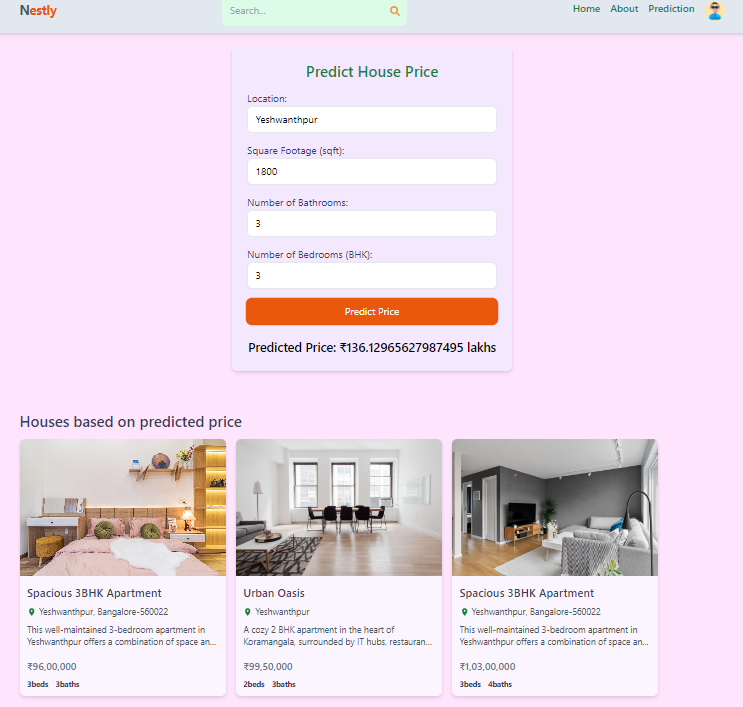 Nestly
Search...
Home About Prediction
Predict House Price
Location:
Yeshwanthpur
Square Footage (sqft):
1800
Number of Bathrooms:
3
Number of Bedrooms (BHK):
3
Predict Price
Predicted Price: ₹136.12965627987495 lakhs
Houses based on predicted price
Spacious 3BHK Apartment
Yeshwanthpur, Bangalore-560022
This well-maintained 3-bedroom apartment in
Yeshwanthpur offers a combination of space an...
₹96,00,000
3beds 3baths
Urban Oasis
Yeshwanthpur
A cozy 2 BHK apartment in the heart of
Koramangala, surrounded by IT hubs, restauran...
₹99,50,000
2beds 3baths
Spacious 3BHK Apartment
Yeshwanthpur, Bangalore-560022
This well-maintained 3-bedroom apartment in
Yeshwanthpur offers a combination of space an...
₹1,03,00,000
3beds 4baths